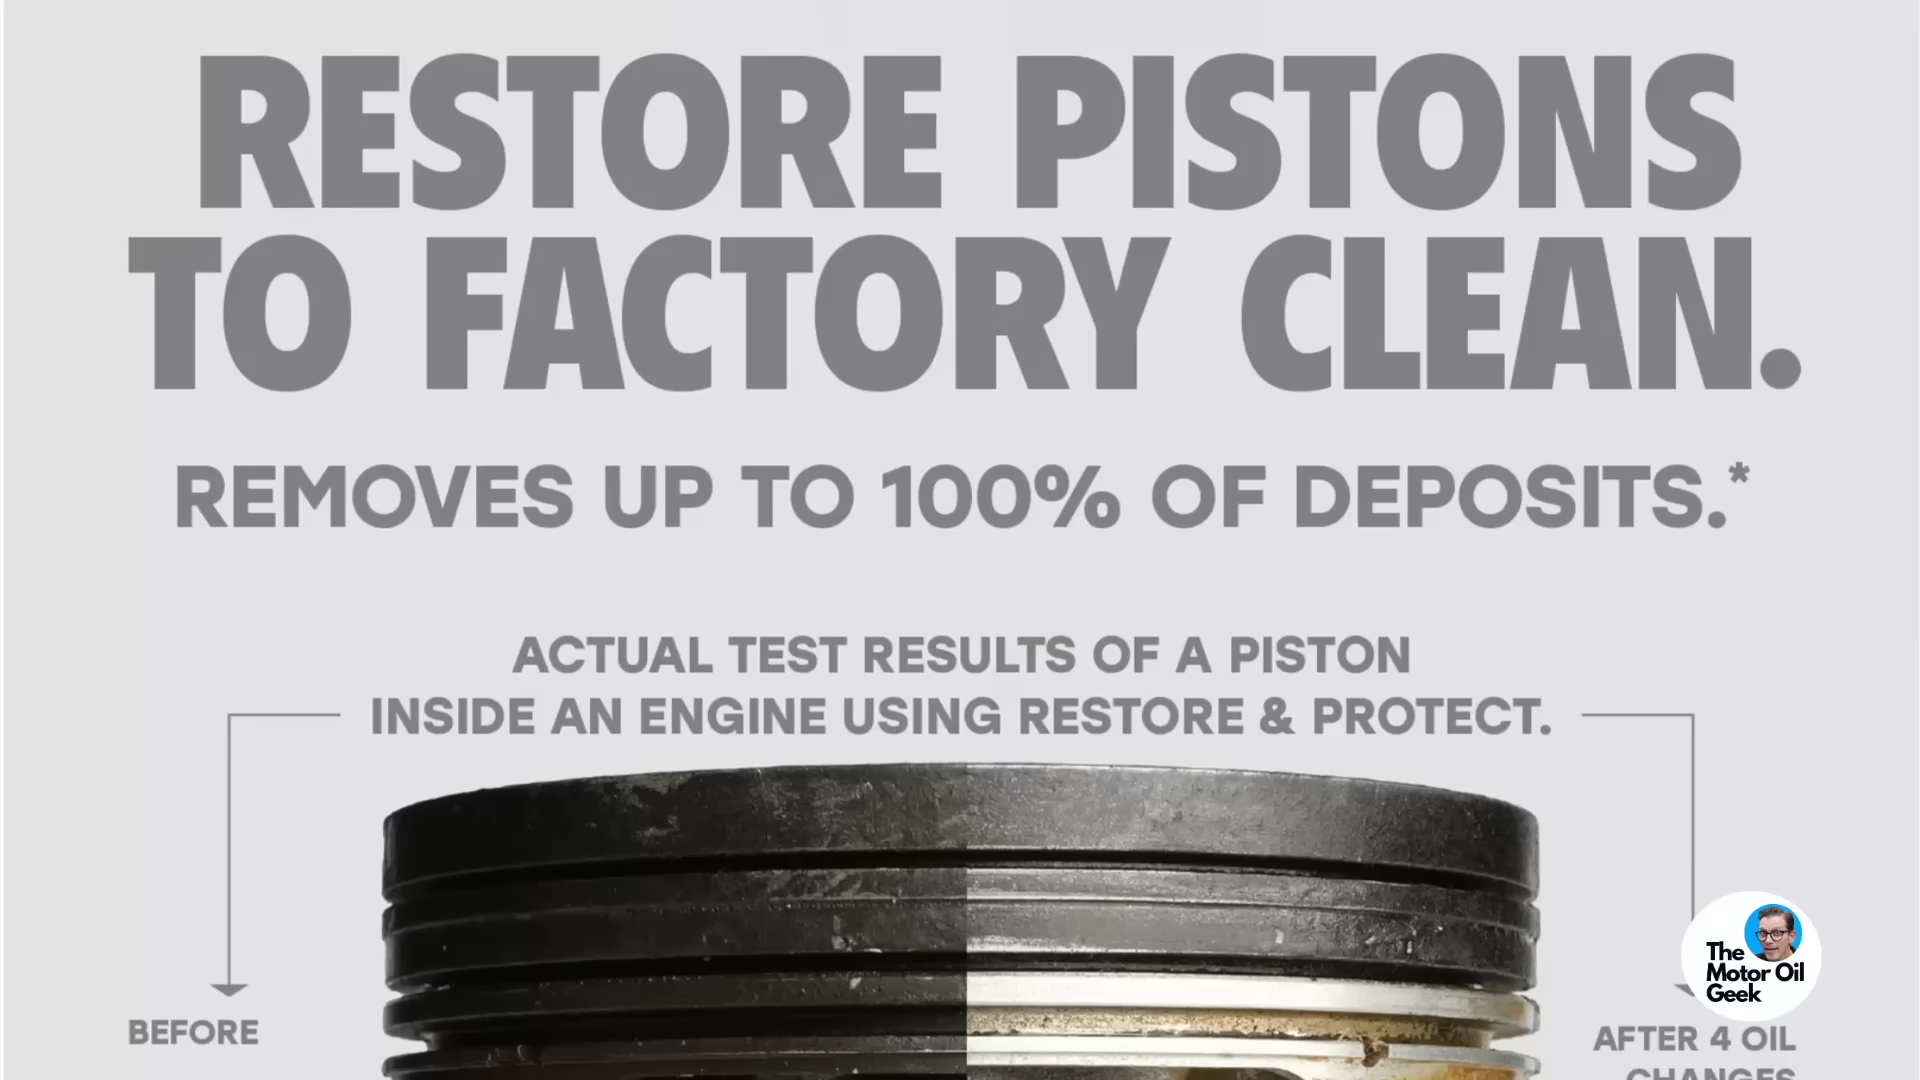 RESTORE PISTONS
TO FACTORY CLEAN.
REMOVES UP TO 100% OF DEPOSITS.*
ACTUAL TEST RESULTS OF A PISTON
INSIDE AN ENGINE USING RESTORE & PROTECT.
BEFORE
AFTER 4 OIL
CHANGES
The
Motor Oil
Geek